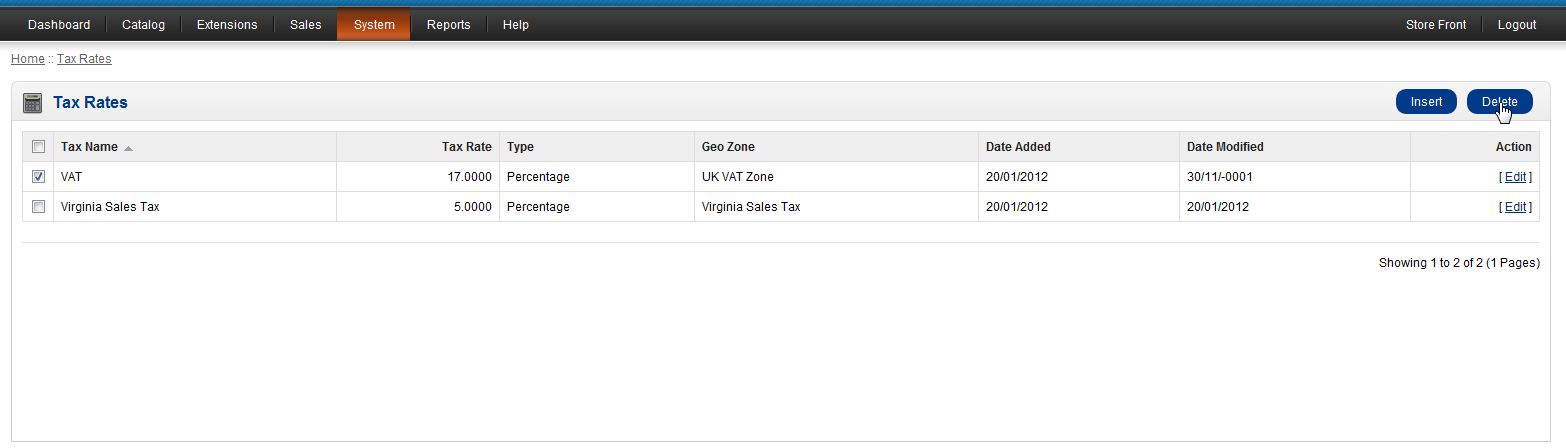 Dashboard Catalog Extensions Sales System Reports Help Store Front Logout
Home :: Tax Rates
Tax Rates Insert Delete
Tax Name Tax Rate Type Geo Zone Date Added Date Modified Action
VAT 17.0000 Percentage UK VAT Zone 20/01/2012 30/11/-0001 [ Edit ]
Virginia Sales Tax 5.0000 Percentage Virginia Sales Tax 20/01/2012 20/01/2012 [ Edit ]
Showing 1 to 2 of 2 (1 Pages)